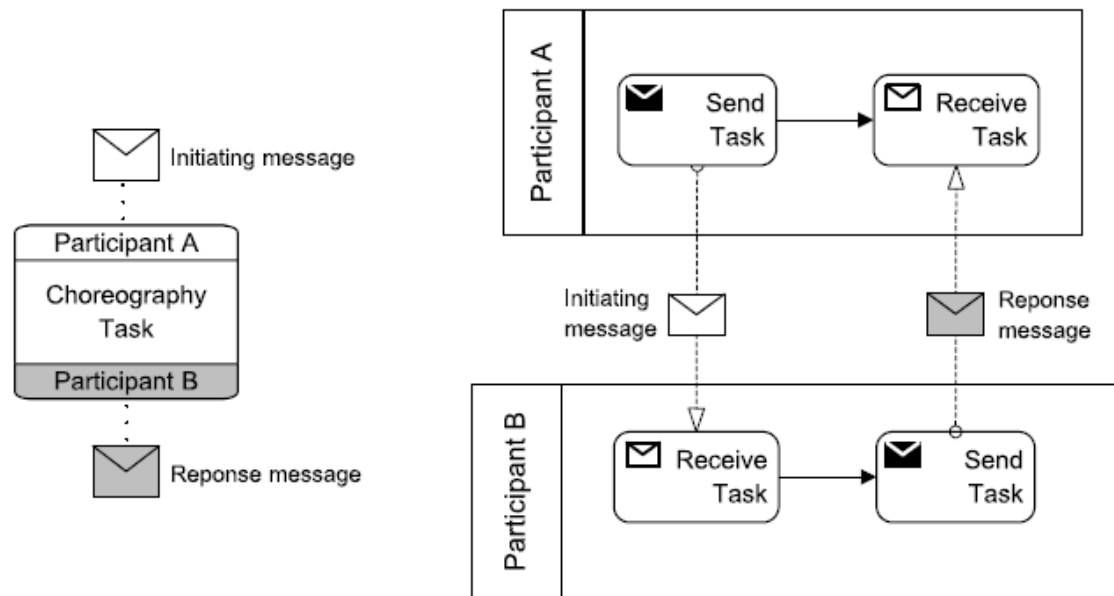 Initiating message
Participant A
Choreography
Task
Participant B
Reponse message
Participant A
Send
Task
Receive
Task
Initiating
message
Reponse
message
Participant B
Receive
Task
Send
Task